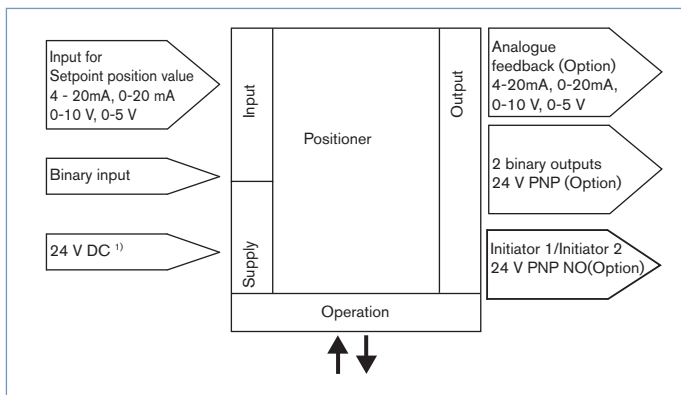 Input for
Setpoint position value
4 - 20mA, 0-20 mA
0-10 V, 0-5 V
Binary input
24 V DC 1)
Input
Supply
Positioner
Output
Operation
Analogue
feedback (Option)
4-20mA, 0-20mA,
0-10 V, 0-5 V
2 binary outputs
24 V PNP (Option)
Initiator 1/Initiator 2
24 V PNP NO(Option)